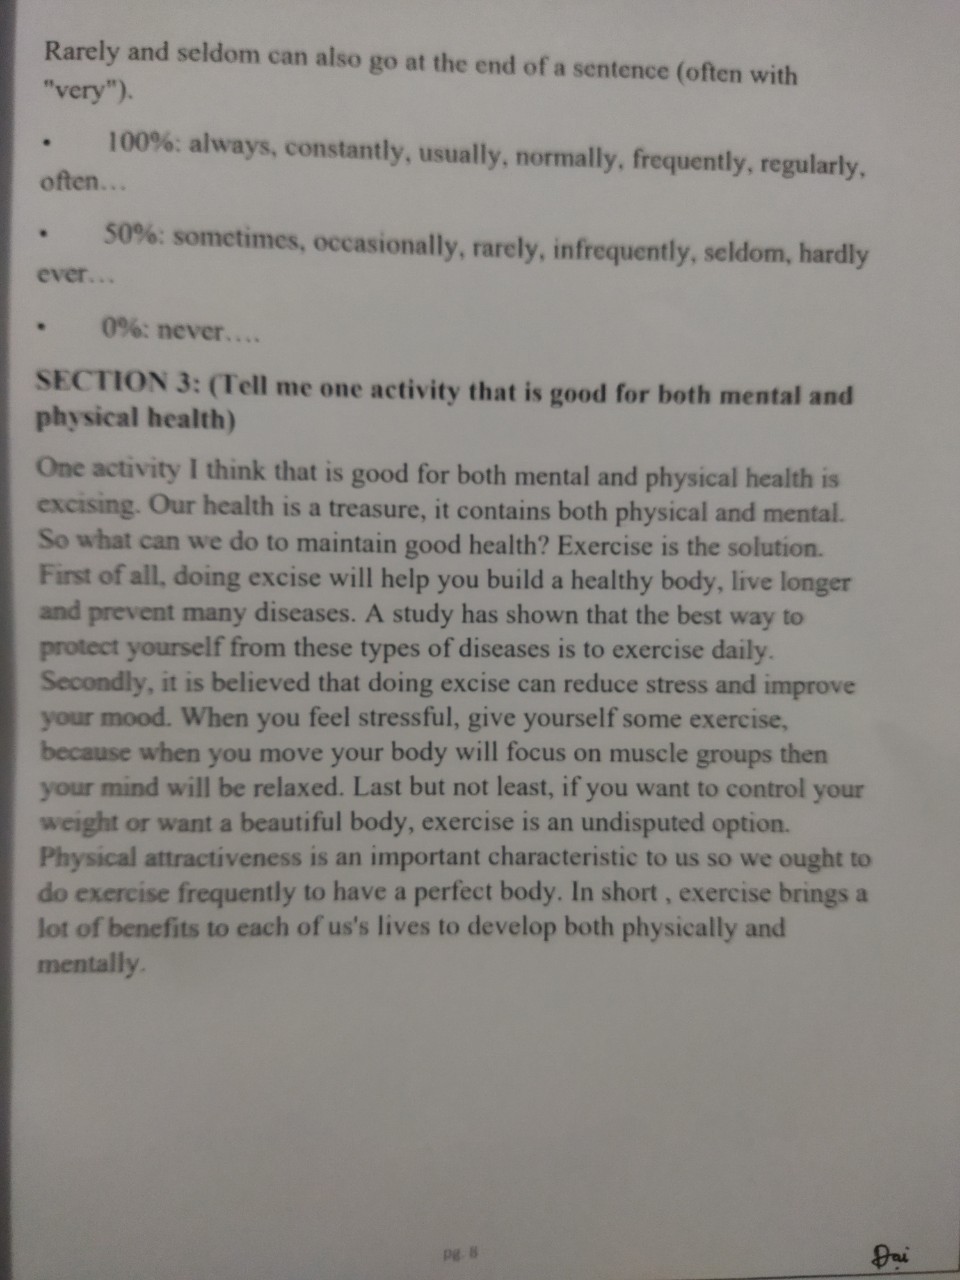 Rarely and seldom can also go at the end of a sentence (often with
"very").
• 100%: always, constantly, usually, normally, frequently, regularly,
often...
• 50%: sometimes, occasionally, rarely, infrequently, seldom, hardly
ever...
• 0%: never....
SECTION 3: (Tell me one activity that is good for both mental and
physical health)
One activity I think that is good for both mental and physical health is
excising. Our health is a treasure, it contains both physical and mental.
So what can we do to maintain good health? Exercise is the solution.
First of all, doing excise will help you build a healthy body, live longer
and prevent many diseases. A study has shown that the best way to
protect yourself from these types of diseases is to exercise daily.
Secondly, it is believed that doing excise can reduce stress and improve
your mood. When you feel stressful, give yourself some exercise,
because when you move your body will focus on muscle groups then
your mind will be relaxed. Last but not least, if you want to control your
weight or want a beautiful body, exercise is an undisputed option.
Physical attractiveness is an important characteristic to us so we ought to
do exercise frequently to have a perfect body. In short , exercise brings a
lot of benefits to each of us's lives to develop both physically and
mentally.
pg. 8
Đại